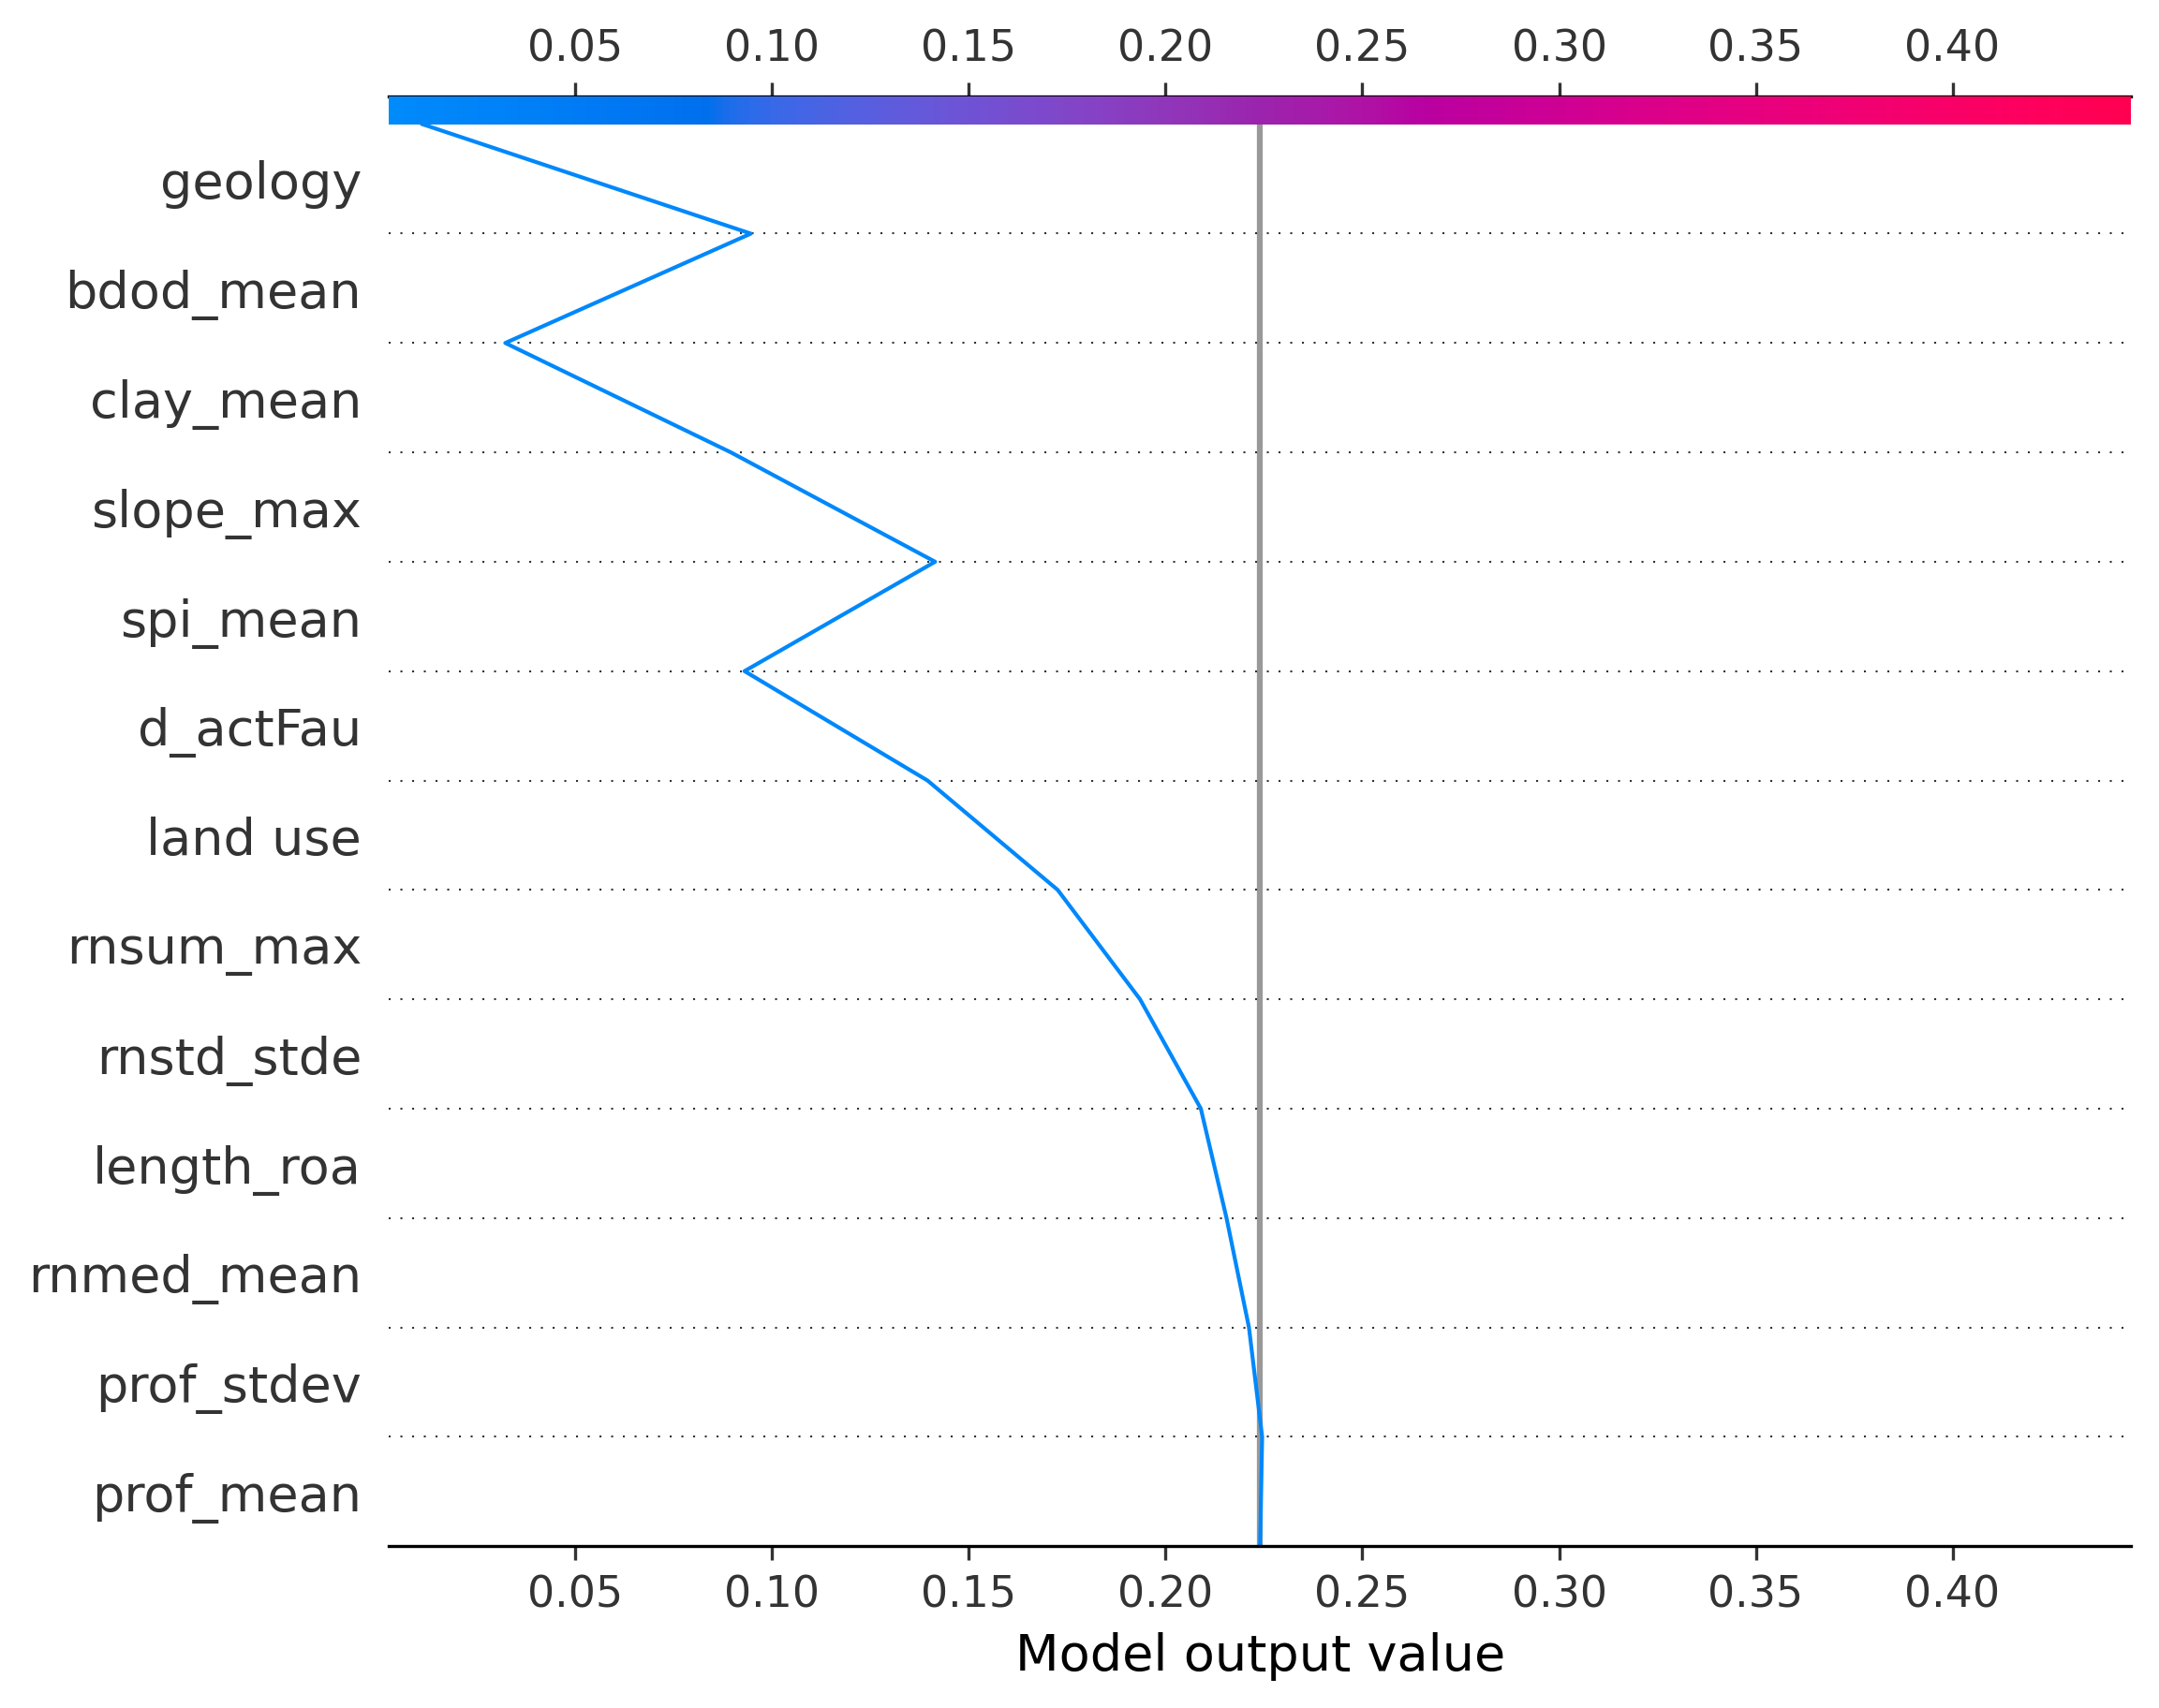 0.05 0.10 0.15 0.20 0.25 0.30 0.35 0.40
geology
bdod_mean
clay_mean
slope_max
spi_mean
d_actFau
land use
rnsum_max
rnstd_stde
length_roa
rnmed_mean
prof_stdev
prof_mean
0.05 0.10 0.15 0.20 0.25 0.30 0.35 0.40
Model output value